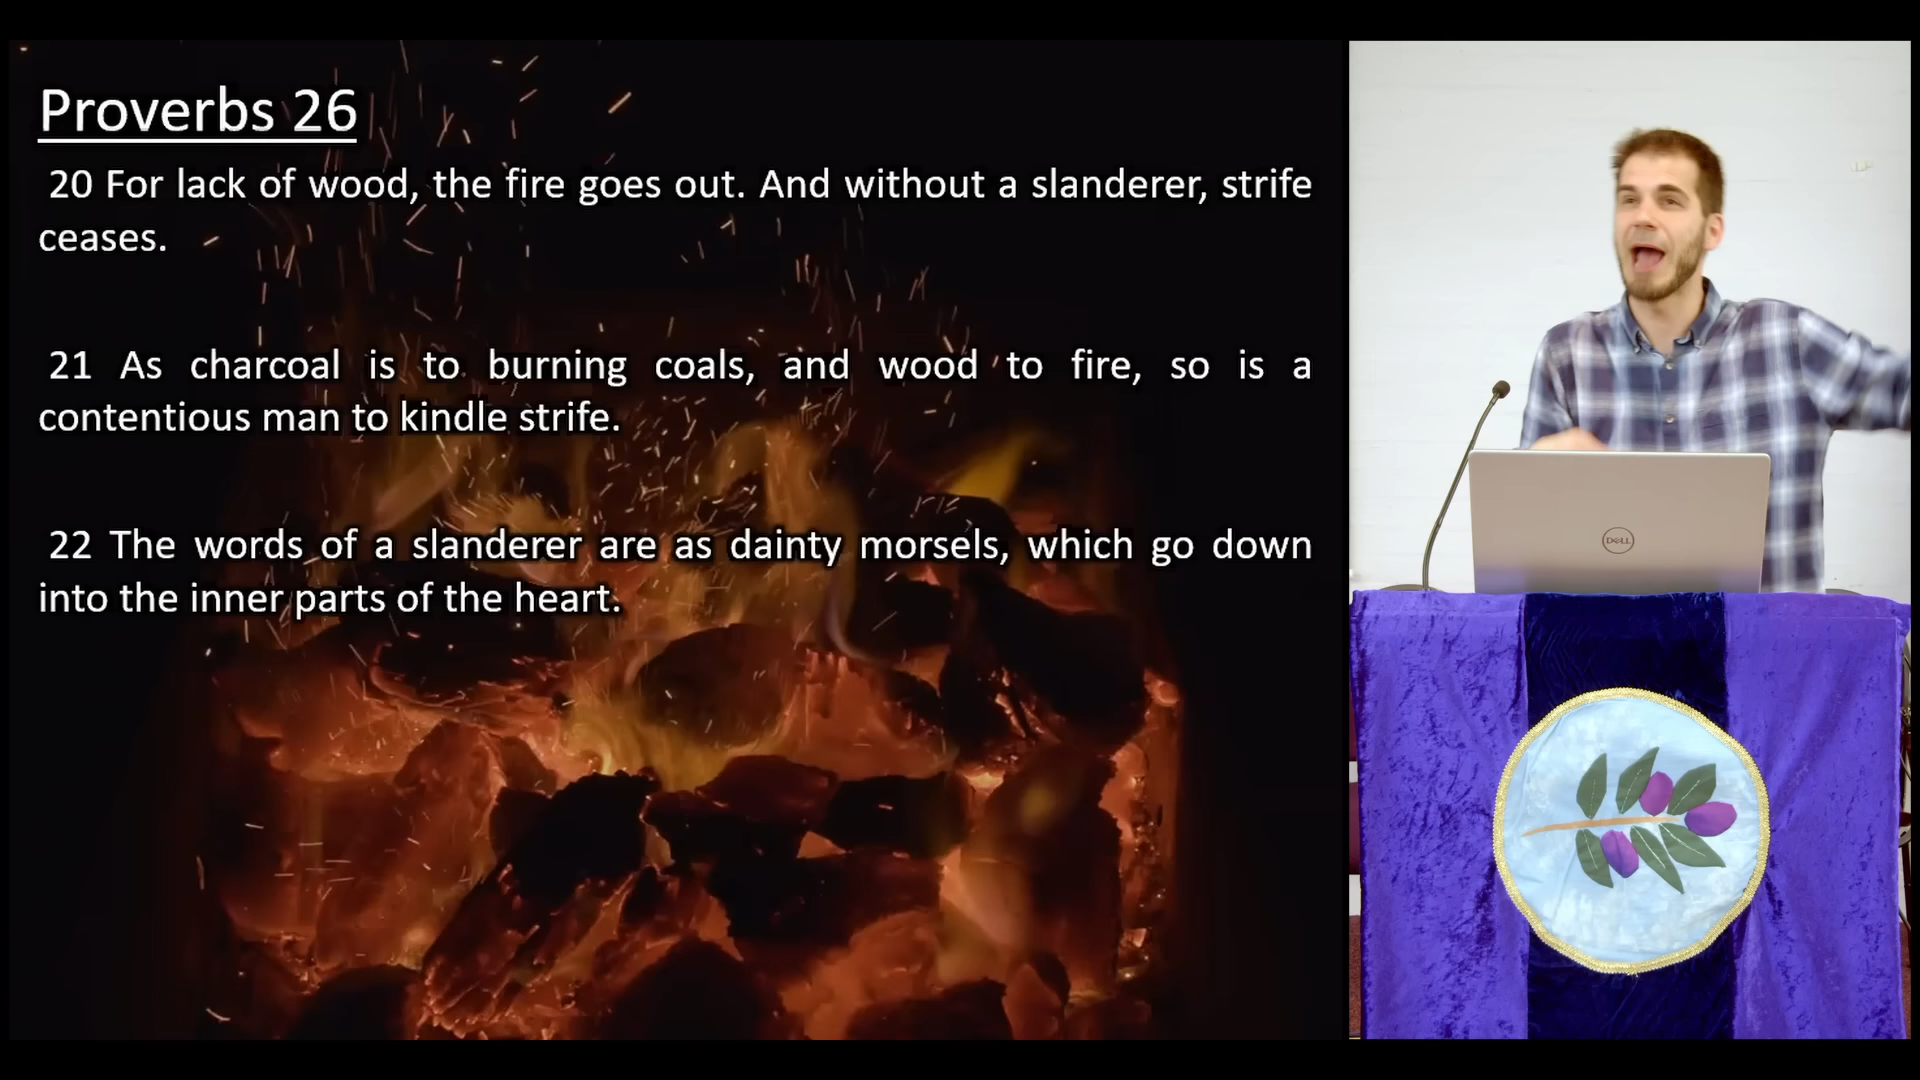 Proverbs 26
20 For lack of wood, the fire goes out. And without a slanderer, strife
ceases.
21 As charcoal is to burning coals, and wood to fire, so is a
contentious man to kindle strife.
22 The words of a slanderer are as dainty morsels, which go down
into the inner parts of the heart.
DELL